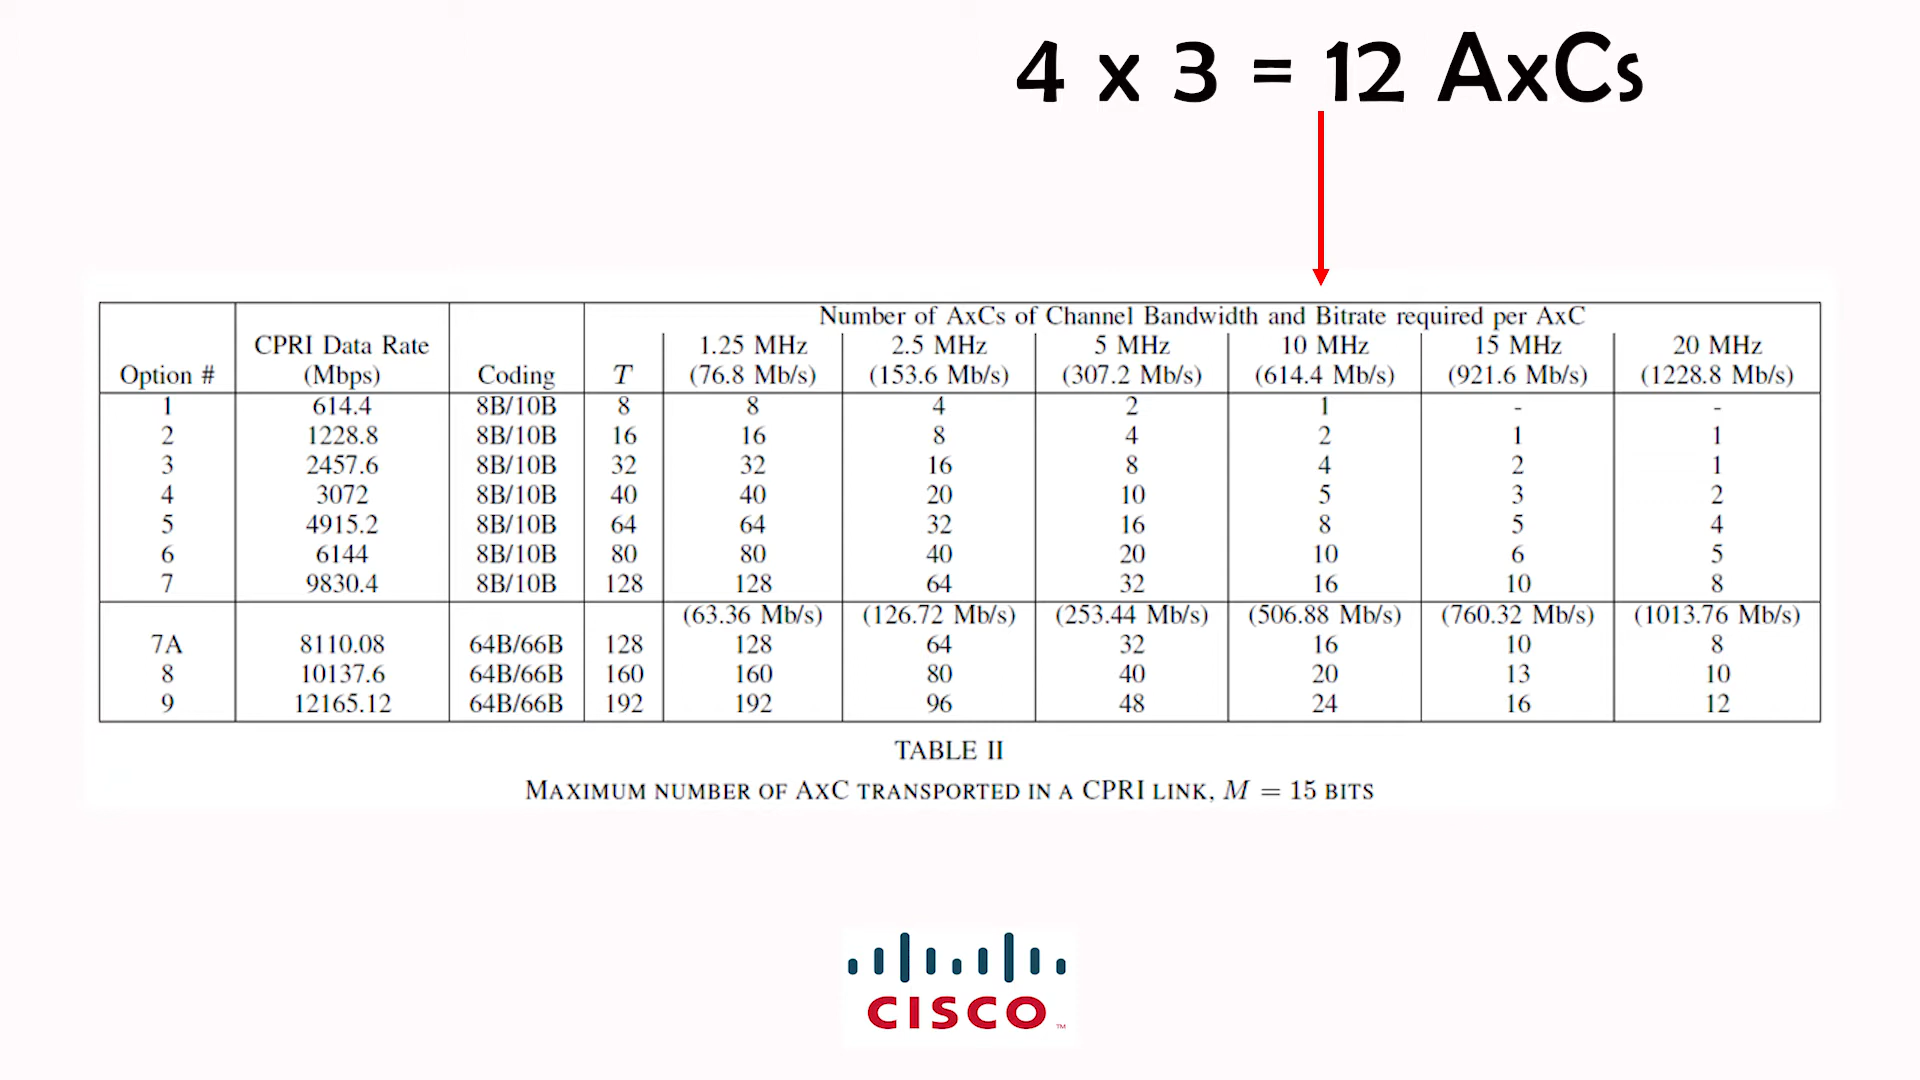 4 x 3 = 12 AxCs
Number of AxCs of Channel Bandwidth and Bitrate required per AxC
CPRI Data Rate 1.25 MHz 2.5 MHz 5 MHz 10 MHz 15 MHz 20 MHz
Option # (Mbps) Coding T (76.8 Mb/s) (153.6 Mb/s) (307.2 Mb/s) (614.4 Mb/s) (921.6 Mb/s) (1228.8 Mb/s)
1 614.4 8B/10B 8 8 4 2 1 - -
2 1228.8 8B/10B 16 16 8 4 2 1 1
3 2457.6 8B/10B 32 32 16 8 4 2 1
4 3072 8B/10B 40 40 20 10 5 3 2
5 4915.2 8B/10B 64 64 32 16 8 5 4
6 6144 8B/10B 80 80 40 20 10 6 5
7 9830.4 8B/10B 128 128 64 32 16 10 8
(63.36 Mb/s) (126.72 Mb/s) (253.44 Mb/s) (506.88 Mb/s) (760.32 Mb/s) (1013.76 Mb/s)
7A 8110.08 64B/66B 128 128 64 32 16 10 8
8 10137.6 64B/66B 160 160 80 40 20 13 10
9 12165.12 64B/66B 192 192 96 48 24 16 12
TABLE II
MAXIMUM NUMBER OF AXC TRANSPORTED IN A CPRI LINK, M = 15 BITS
CISCO™